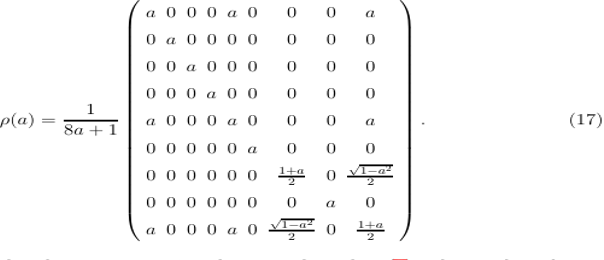 ρ(a) = \frac{1}{8a+1} \begin{pmatrix}
a & 0 & 0 & 0 & a & 0 & 0 & 0 & a \\
0 & a & 0 & 0 & 0 & 0 & 0 & 0 & 0 \\
0 & 0 & a & 0 & 0 & 0 & 0 & 0 & 0 \\
0 & 0 & 0 & a & 0 & 0 & 0 & 0 & 0 \\
a & 0 & 0 & 0 & a & 0 & 0 & 0 & a \\
0 & 0 & 0 & 0 & 0 & a & 0 & 0 & 0 \\
0 & 0 & 0 & 0 & 0 & 0 & \frac{1+a}{2} & 0 & \frac{\sqrt{1-a^2}}{2} \\
0 & 0 & 0 & 0 & 0 & 0 & 0 & a & 0 \\
a & 0 & 0 & 0 & a & 0 & \frac{\sqrt{1-a^2}}{2} & 0 & \frac{1+a}{2}
\end{pmatrix}. (17)